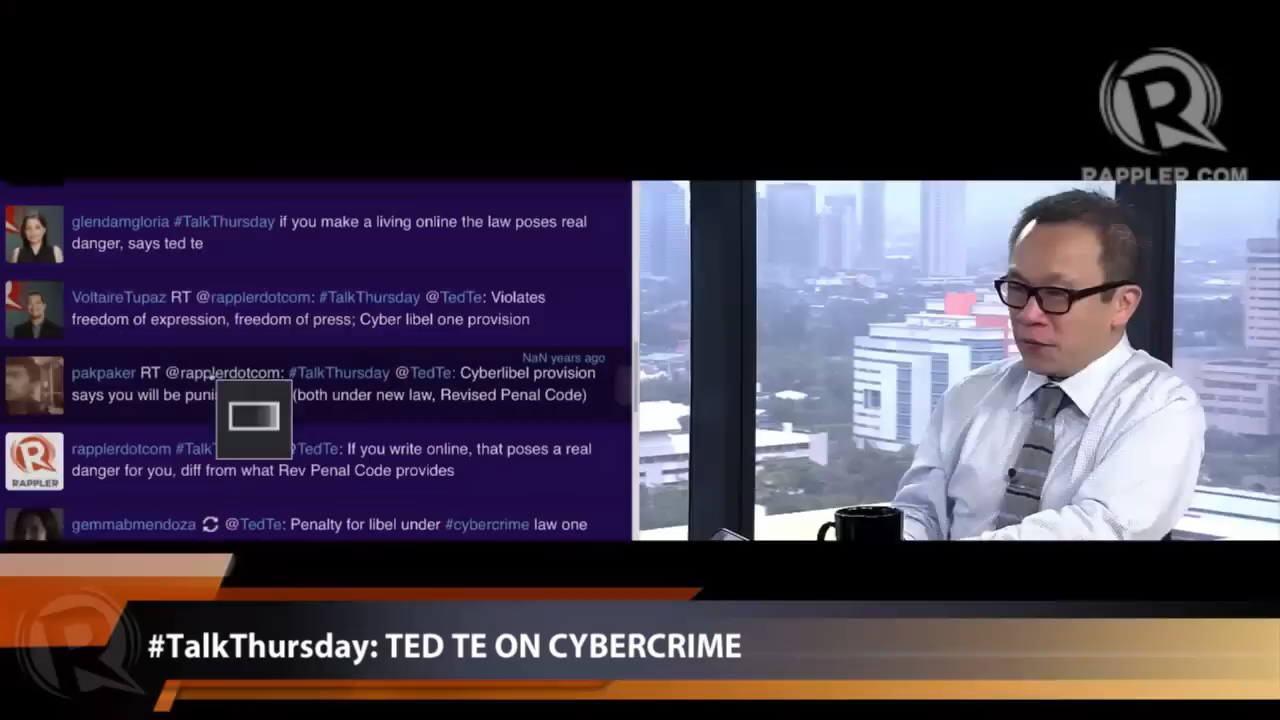 RAPPLER.COM
glendamgloria #TalkThursday if you make a living online the law poses real
danger, says ted te
VoltaireTupaz RT @rapplerdotcom: #TalkThursday @TedTe: Violates
freedom of expression, freedom of press; Cyber libel one provision
NaN years ago
pakpaker RT @rapplerdotcom: #TalkThursday @TedTe: Cyberlibel provision
says you will be (both under new law, Revised Penal Code)
rapplerdotcom @TedTe: If you write online, that poses a real
danger for you, diff from what Rev Penal Code provides
RAPPLER
gemmabmendoza @TedTe: Penalty for libel under #cybercrime law one
#TalkThursday: TED TE ON CYBERCRIME